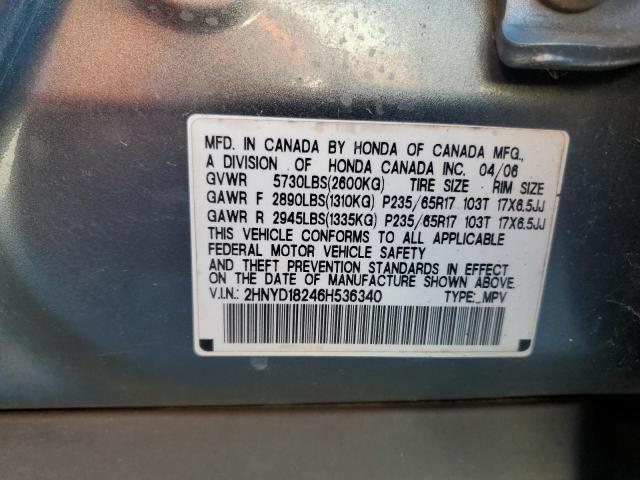 MFD. IN CANADA BY HONDA OF CANADA MFG.,
A DIVISION OF HONDA CANADA INC. 04/06
GVWR 5730LBS(2600KG) TIRE SIZE RIM SIZE
GAWR F 2890LBS(1310KG) P235/65R17 103T 17X6.5JJ
GAWR R 2945LBS(1335KG) P235/65R17 103T 17X6.5JJ
THIS VEHICLE CONFORMS TO ALL APPLICABLE
FEDERAL MOTOR VEHICLE SAFETY
AND THEFT PREVENTION STANDARDS IN EFFECT
ON THE DATE OF MANUFACTURE SHOWN ABOVE.
V.I.N.: 2HNYD18246H536340 TYPE: MPV